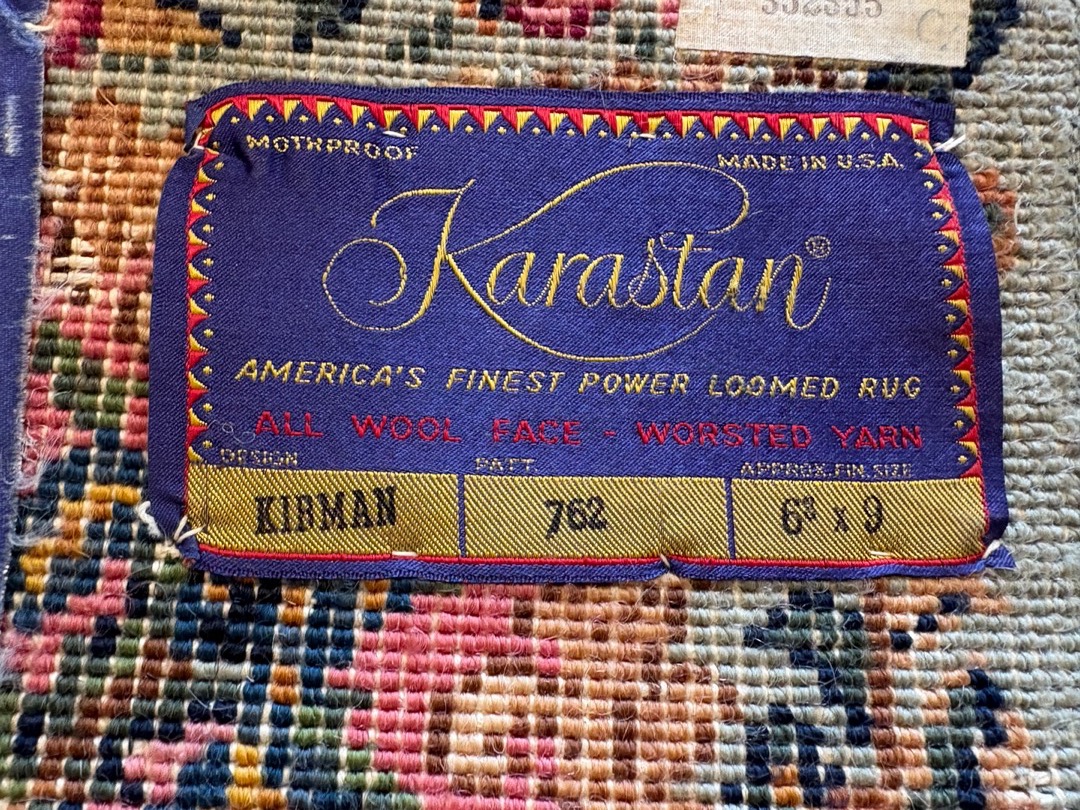 C
MOTHPROOF
MADE IN U.S.A.
Karastan®
AMERICA'S FINEST POWER LOOMED RUG
ALL WOOL FACE - WORSTED YARN
DESIGN PATT. APPROX. FIN. SIZE
KIRMAN 762 6³ x 9